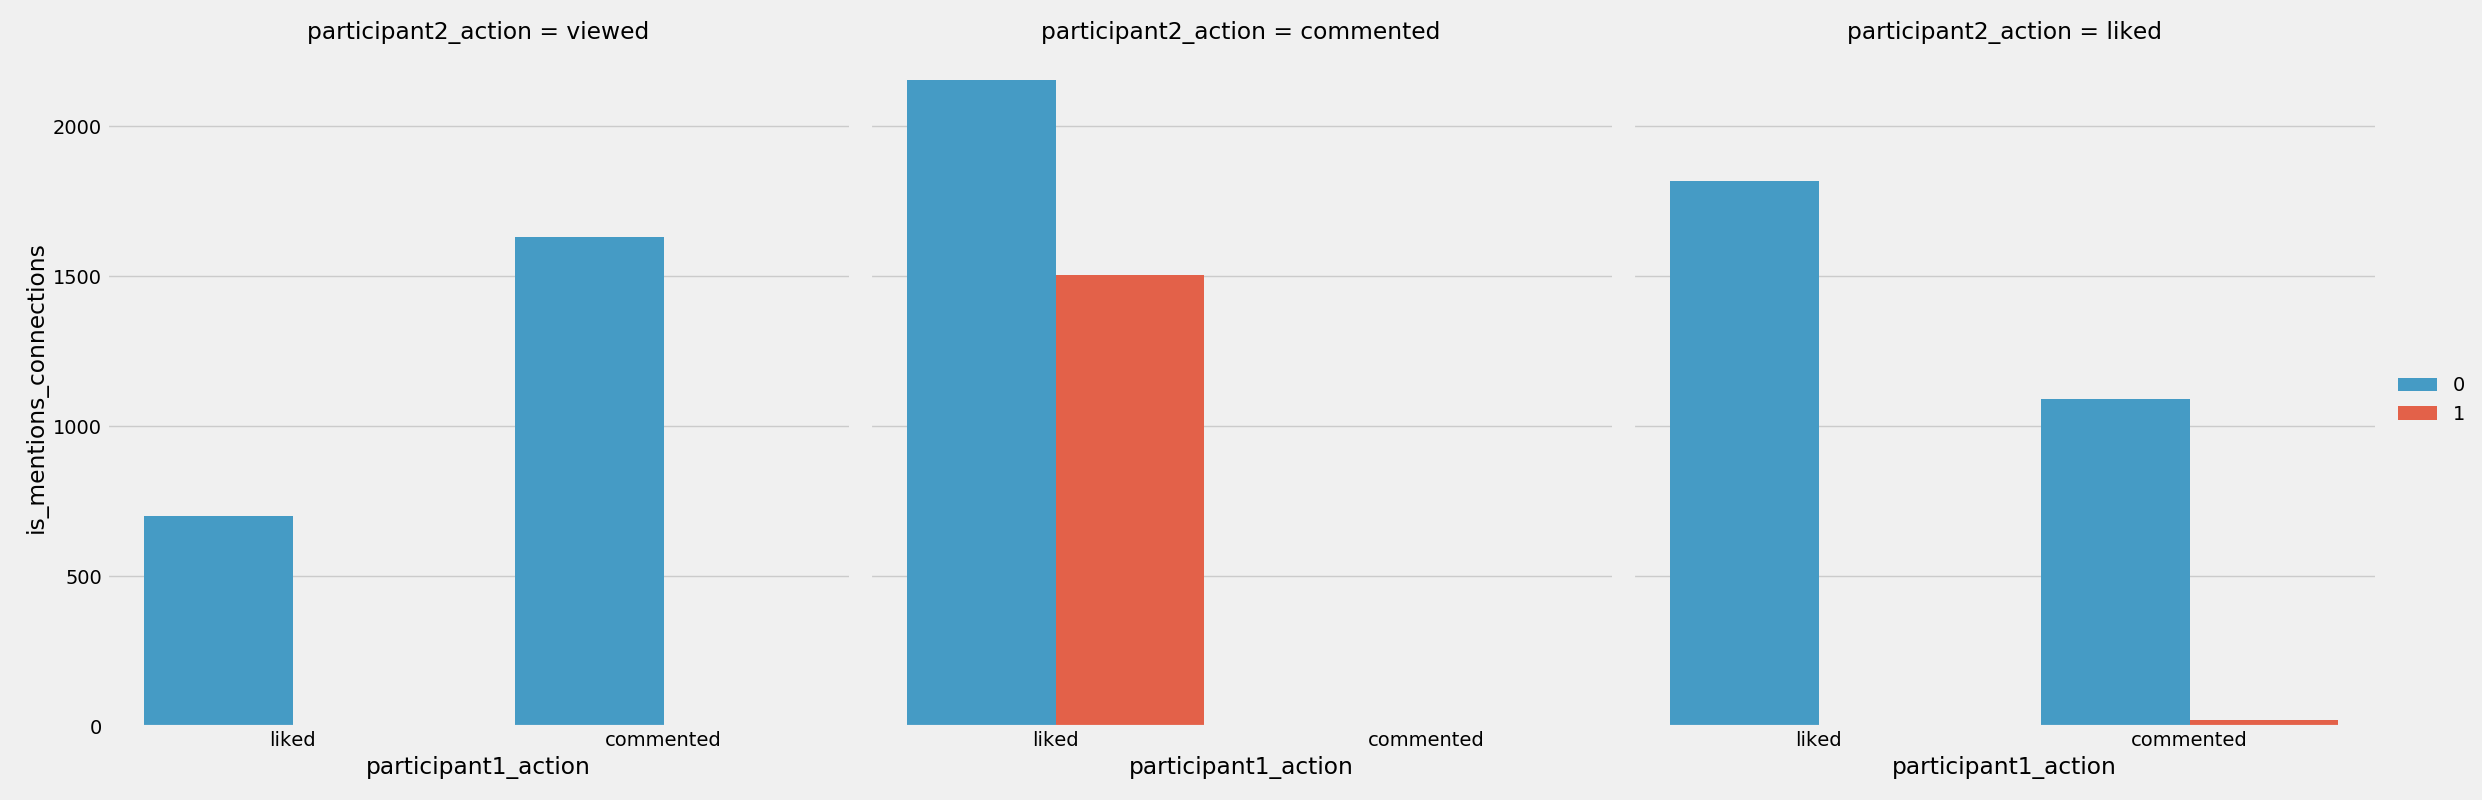 participant2_action = viewed
participant2_action = commented
participant2_action = liked
is_mentions_connections
2000
1500
1000
500
0
liked
commented
liked
commented
liked
commented
participant1_action
participant1_action
participant1_action
0
1